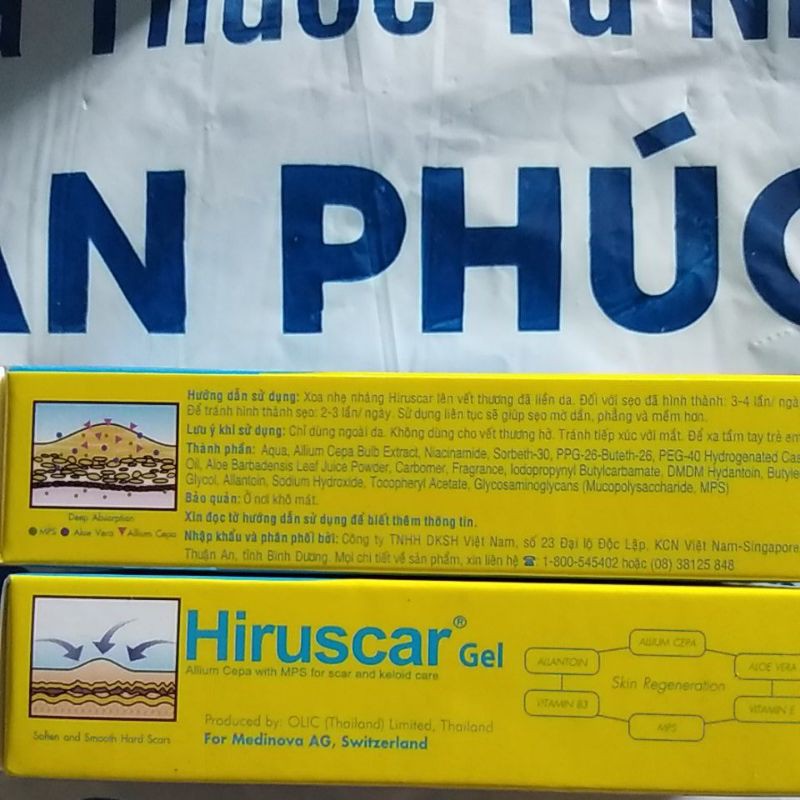 Thuốc Tư
AN PHÚC
Hướng dẫn sử dụng: Xoa nhẹ nhàng Hiruscar lên vết thương đã liền da. Đối với sẹo đã hình thành: 3-4 lần/
Để tránh hình thành sẹo: 2-3 lần/ ngày. Sử dụng liên tục sẽ giúp sẹo mờ dần, phẳng và mềm hơn.
Lưu ý khi sử dụng: Chỉ dùng ngoài da. Không dùng cho vết thương hở. Tránh tiếp xúc với mắt. Để xa tầm tay trẻ
Thành phần: Aqua, Allium Cepa Bulb Extract, Niacinamide, Sorbeth-30, PPG-26-Buteth-26, PEG-40 Hydrogenated
Oil, Aloe Barbadensis Leaf Juice Powder, Carbomer, Fragrance, Iodopropynyl Butylcarbamate, DMDM Hydantoin,
Glycol, Allantoin, Sodium Hydroxide, Tocopheryl Acetate, Glycosaminoglycans (Mucopolysaccharide, MPS)
Bảo quản: Ở nơi khô mát.
Xin đọc tờ hướng dẫn sử dụng để biết thêm thông tin.
Nhập khẩu và phân phối bởi: Công ty TNHH DKSH Việt Nam, số 23 Đại lộ Độc Lập, KCN Việt Nam-Singapore
Thuận An, tỉnh Bình Dương. Mọi chi tiết về sản phẩm, xin liên hệ ☎: 1-800-545402 hoặc (08) 38125 848
Deep Absorption
MPS Aloe Vera Allium Cepa
Hiruscar® Gel
Allium Cepa with MPS for scar and keloid care
Produced by: OLIC (Thailand) Limited, Thailand
For Medinova AG, Switzerland
Soften and Smooth Hard Scars
ALLIUM CEPA
ALLANTOIN
ALOE VERA
Skin Regeneration
VITAMIN B3
VITAMIN E
MPS